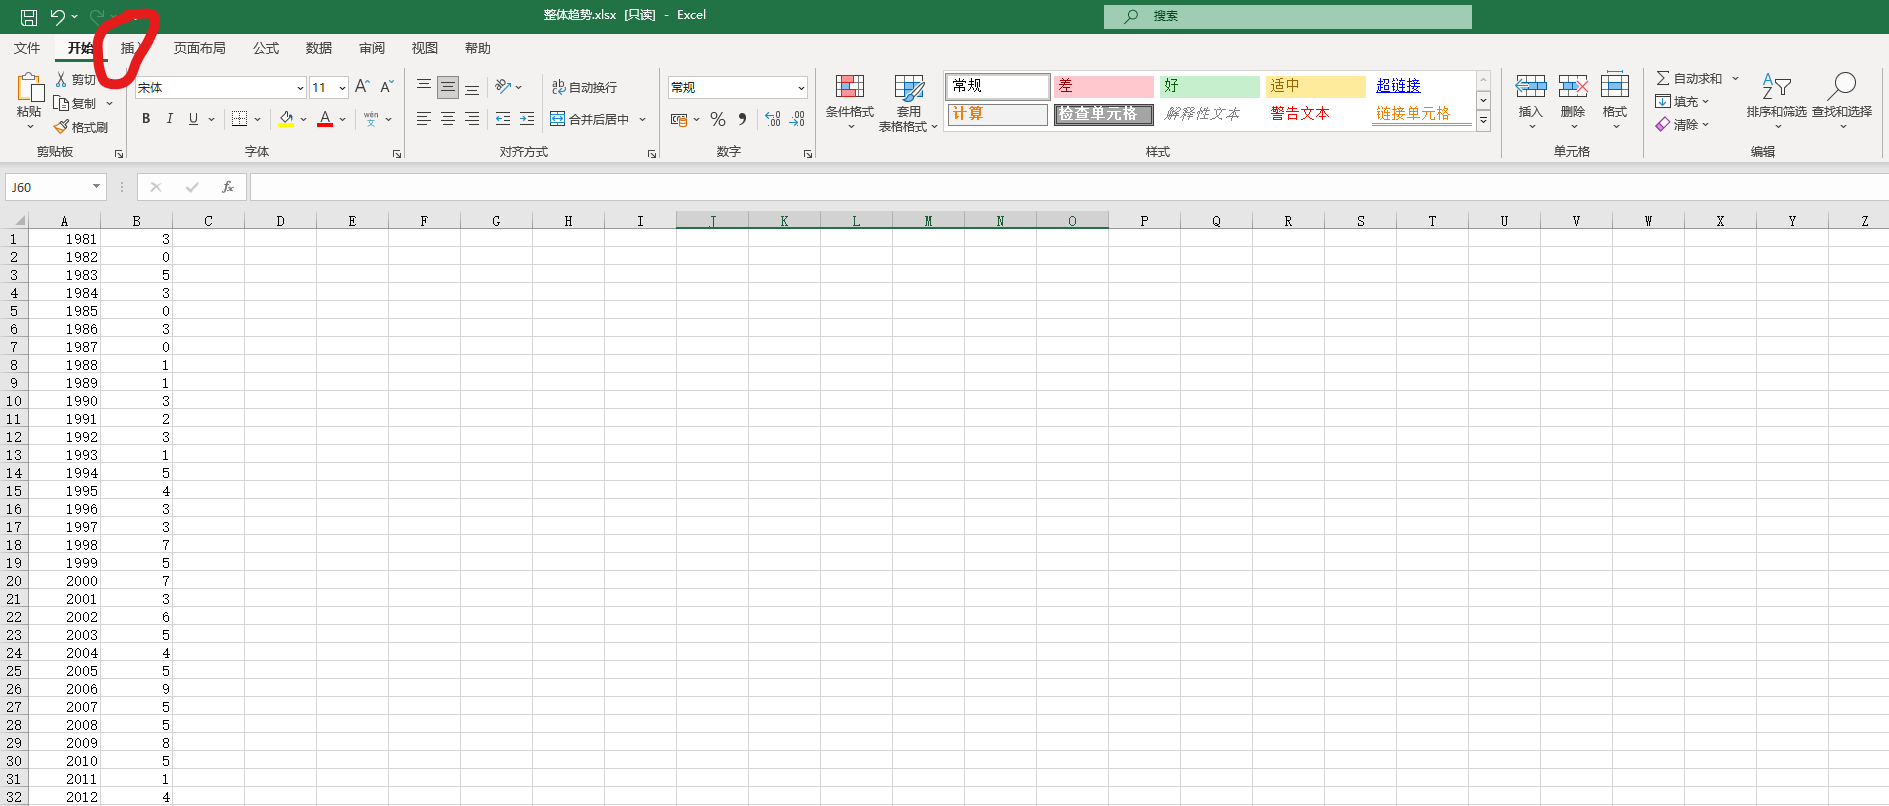 整体趋势.xlsx [只读] - Excel
搜索
文件 开始 插入 页面布局 公式 数据 审阅 视图 帮助
粘贴
剪切
复制
格式刷
剪贴板
宋体 11 A A
B I U A wén 文
字体
ab 自动换行
合并后居中
对齐方式
常规
% 9 .00 .00
数字
条件格式
套用
表格格式
常规 差 好 适中 超链接
计算 检查单元格 解释性文本 警告文本 链接单元格
样式
插入 删除 格式
单元格
自动求和
填充
清除
排序和筛选 查找和选择
编辑
J60 fx
A B C D E F G H I J K L M N O P Q R S T U V W X Y Z
1 1981 3
2 1982 0
3 1983 5
4 1984 3
5 1985 0
6 1986 3
7 1987 0
8 1988 1
9 1989 1
10 1990 3
11 1991 2
12 1992 3
13 1993 1
14 1994 5
15 1995 4
16 1996 3
17 1997 3
18 1998 7
19 1999 5
20 2000 7
21 2001 3
22 2002 6
23 2003 5
24 2004 4
25 2005 5
26 2006 9
27 2007 5
28 2008 5
29 2009 8
30 2010 5
31 2011 1
32 2012 4